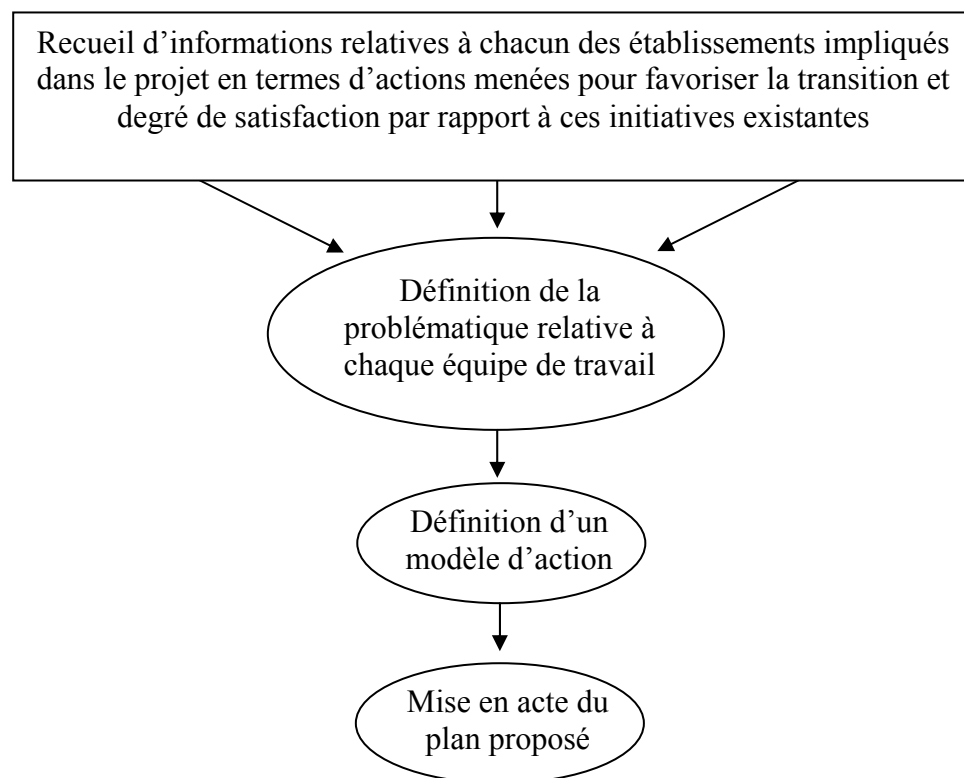 Recueil d’informations relatives à chacun des établissements impliqués
dans le projet en termes d’actions menées pour favoriser la transition et
degré de satisfaction par rapport à ces initiatives existantes
Définition de la
problématique relative à
chaque équipe de travail
Définition d’un
modèle d’action
Mise en acte du
plan proposé